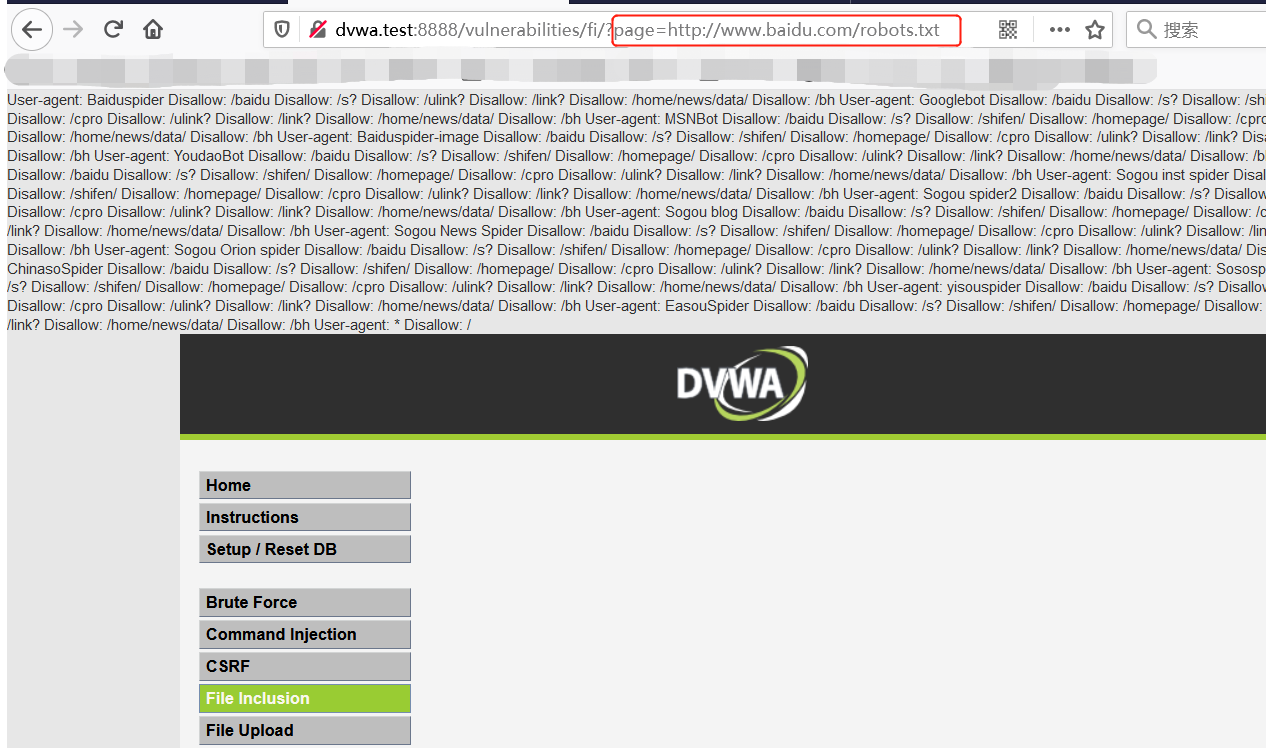 dvwa.test:8888/vulnerabilities/fi/?page=http://www.baidu.com/robots.txt
搜索
User-agent: Baiduspider Disallow: /baidu Disallow: /s? Disallow: /ulink? Disallow: /link? Disallow: /home/news/data/ Disallow: /bh User-agent: Googlebot Disallow: /baidu Disallow: /s? Disallow: /shi
Disallow: /cpro Disallow: /ulink? Disallow: /link? Disallow: /home/news/data/ Disallow: /bh User-agent: MSNBot Disallow: /baidu Disallow: /s? Disallow: /shifen/ Disallow: /homepage/ Disallow: /cpro
Disallow: /home/news/data/ Disallow: /bh User-agent: Baiduspider-image Disallow: /baidu Disallow: /s? Disallow: /shifen/ Disallow: /homepage/ Disallow: /cpro Disallow: /ulink? Disallow: /link? Disa
Disallow: /bh User-agent: YoudaoBot Disallow: /baidu Disallow: /s? Disallow: /shifen/ Disallow: /homepage/ Disallow: /cpro Disallow: /ulink? Disallow: /link? Disallow: /home/news/data/ Disallow: /b
Disallow: /baidu Disallow: /s? Disallow: /shifen/ Disallow: /homepage/ Disallow: /cpro Disallow: /ulink? Disallow: /link? Disallow: /home/news/data/ Disallow: /bh User-agent: Sogou inst spider Disal
Disallow: /shifen/ Disallow: /homepage/ Disallow: /cpro Disallow: /ulink? Disallow: /link? Disallow: /home/news/data/ Disallow: /bh User-agent: Sogou spider2 Disallow: /baidu Disallow: /s? Disallow
Disallow: /cpro Disallow: /ulink? Disallow: /link? Disallow: /home/news/data/ Disallow: /bh User-agent: Sogou blog Disallow: /baidu Disallow: /s? Disallow: /shifen/ Disallow: /homepage/ Disallow: /c
/link? Disallow: /home/news/data/ Disallow: /bh User-agent: Sogou News Spider Disallow: /baidu Disallow: /s? Disallow: /shifen/ Disallow: /homepage/ Disallow: /cpro Disallow: /ulink? Disallow: /lin
Disallow: /bh User-agent: Sogou Orion spider Disallow: /baidu Disallow: /s? Disallow: /shifen/ Disallow: /homepage/ Disallow: /cpro Disallow: /ulink? Disallow: /link? Disallow: /home/news/data/ Dis
ChinasoSpider Disallow: /baidu Disallow: /s? Disallow: /shifen/ Disallow: /homepage/ Disallow: /cpro Disallow: /ulink? Disallow: /link? Disallow: /home/news/data/ Disallow: /bh User-agent: Sososp
/s? Disallow: /shifen/ Disallow: /homepage/ Disallow: /cpro Disallow: /ulink? Disallow: /link? Disallow: /home/news/data/ Disallow: /bh User-agent: yisouspider Disallow: /baidu Disallow: /s? Disallow
Disallow: /cpro Disallow: /ulink? Disallow: /link? Disallow: /home/news/data/ Disallow: /bh User-agent: EasouSpider Disallow: /baidu Disallow: /s? Disallow: /shifen/ Disallow: /homepage/ Disallow:
/link? Disallow: /home/news/data/ Disallow: /bh User-agent: * Disallow: /
DVWA
Home
Instructions
Setup / Reset DB
Brute Force
Command Injection
CSRF
File Inclusion
File Upload